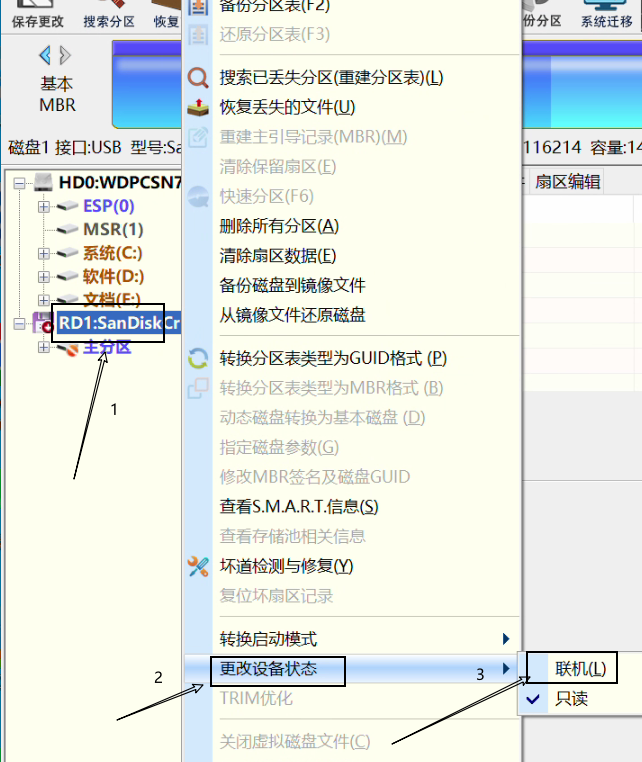 保存更改 搜索分区 恢复
备份分区表(F2)
份分区 系统迁移
还原分区表(F3)
基本
MBR
搜索已丢失分区(重建分区表)(L)
恢复丢失的文件(U)
重建主引导记录(MBR)(M)
磁盘1 接口:USB 型号:Sa
116214 容量:14
清除保留扇区(E)
HD0:WDPCSN7
扇区编辑
快速分区(F6)
ESP(0)
MSR(1)
删除所有分区(A)
系统(C:)
清除扇区数据(E)
软件(D:)
备份磁盘到镜像文件
文档(E:)
从镜像文件还原磁盘
RD1:SanDiskCr
主分区
转换分区表类型为GUID格式 (P)
转换分区表类型为MBR格式 (B)
1
动态磁盘转换为基本磁盘 (D)
指定磁盘参数(G)
修改MBR签名及磁盘GUID
查看S.M.A.R.T.信息(S)
查看存储池相关信息
坏道检测与修复(Y)
复位坏扇区记录
转换启动模式
2
更改设备状态
3
联机(L)
TRIM优化
只读
关闭虚拟磁盘文件(C)